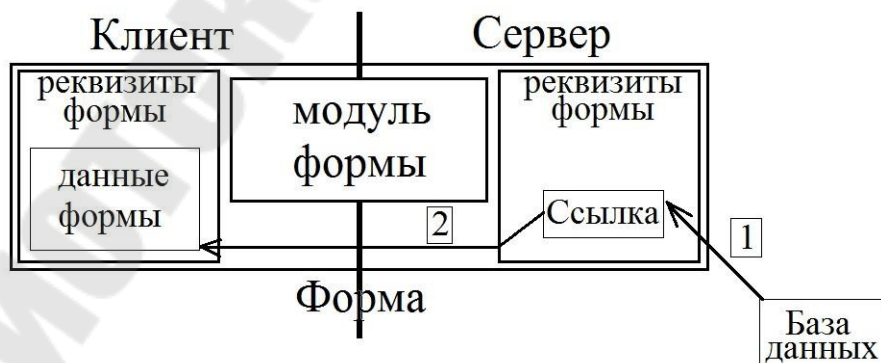 Клиент
Сервер
реквизиты
формы
данные
формы
модуль
формы
реквизиты
формы
Ссылка
2
1
Форма
База
данных